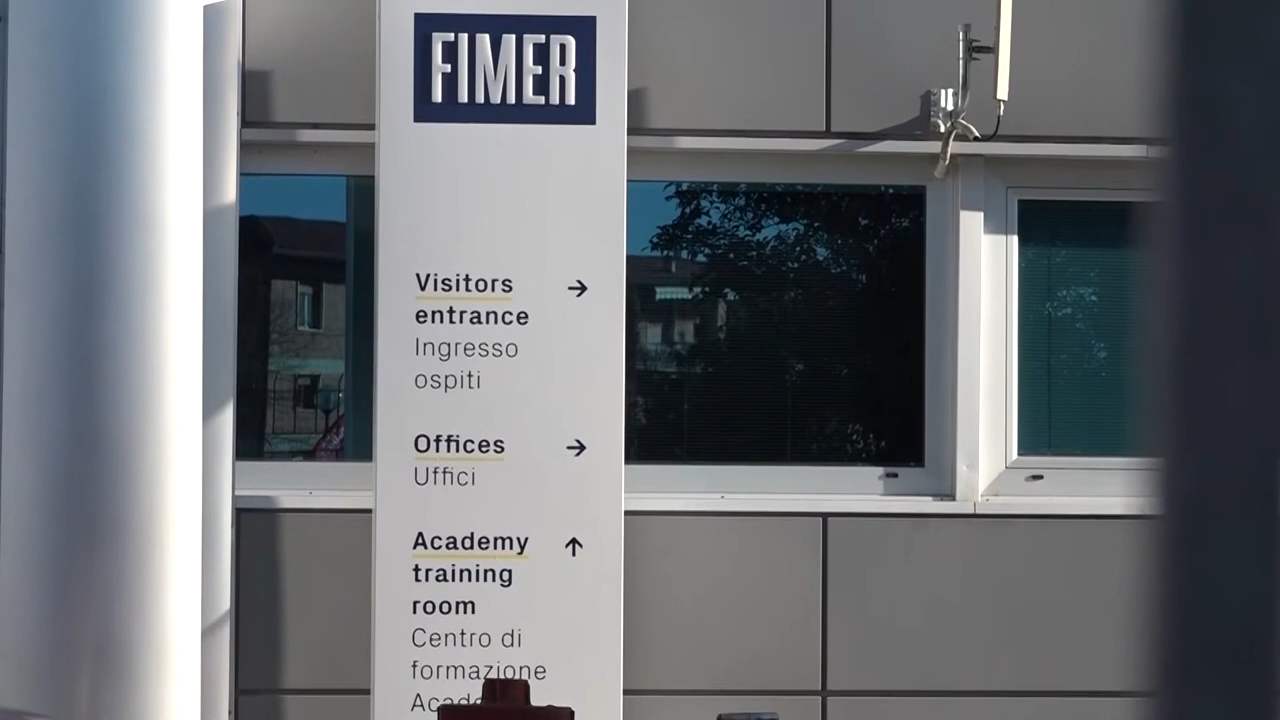 FIMER
Visitors →
entrance
Ingresso
ospiti
Offices →
Uffici
Academy ↑
training
room
Centro di
formazione